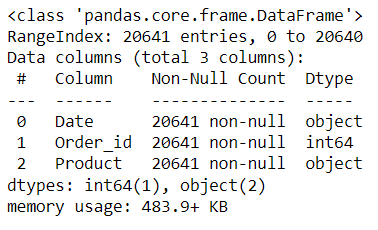 <class 'pandas.core.frame.DataFrame'>
RangeIndex: 20641 entries, 0 to 20640
Data columns (total 3 columns):
 #   Column    Non-Null Count  Dtype
---  ------    --------------  -----
 0   Date      20641 non-null  object
 1   Order_id  20641 non-null  int64
 2   Product   20641 non-null  object
dtypes: int64(1), object(2)
memory usage: 483.9+ KB